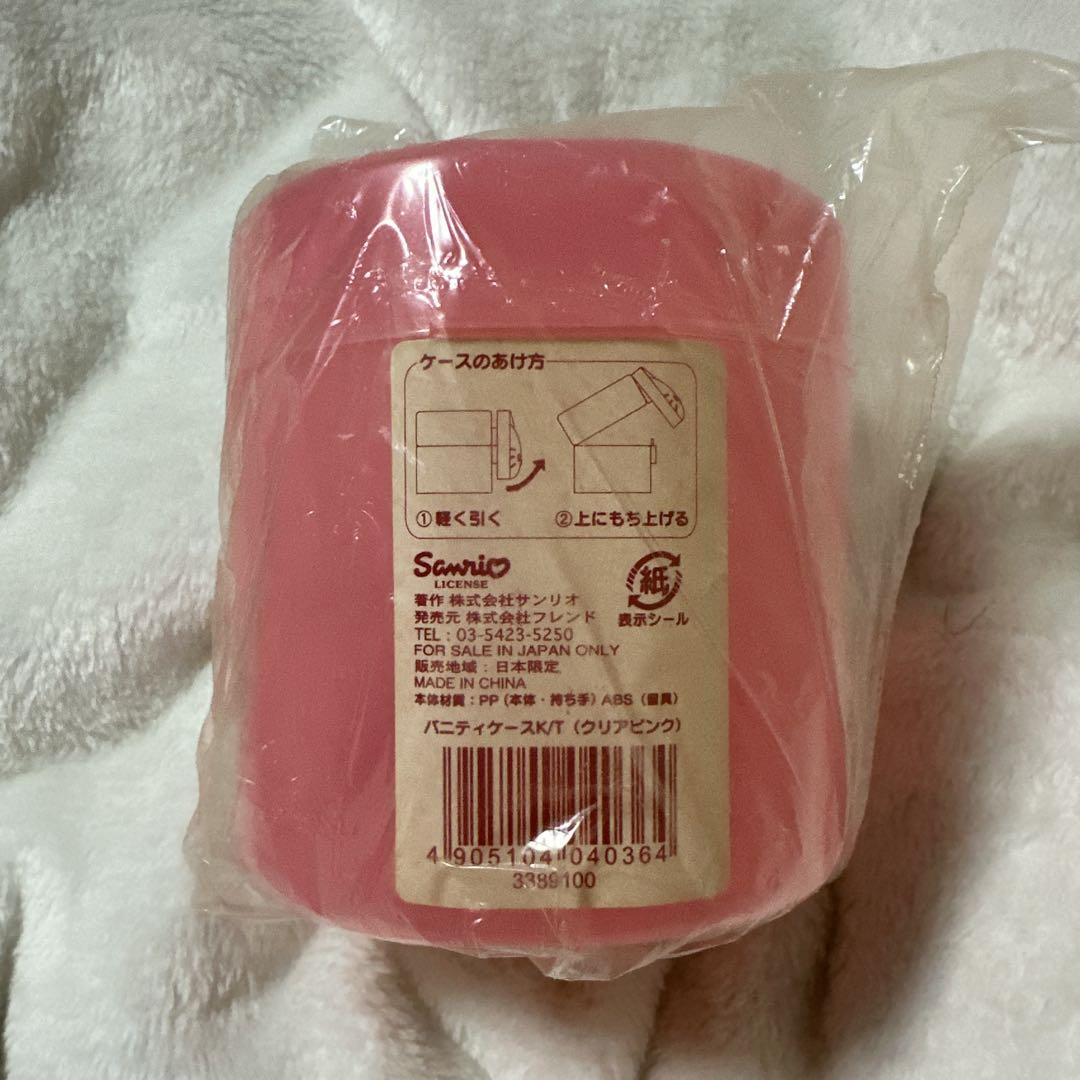 ケースのあけ方
①軽く引く
②上にもち上げる
Sanrio
LICENSE
紙
表示シール
著作 株式会社サンリオ
発売元 株式会社フレンド
TEL：03-5423-5250
FOR SALE IN JAPAN ONLY
販売地域：日本限定
MADE IN CHINA
本体材質：PP（本体・持ち手）ABS（留具）
バニティケースK/T（クリアピンク）
4 905104 040364
3389100